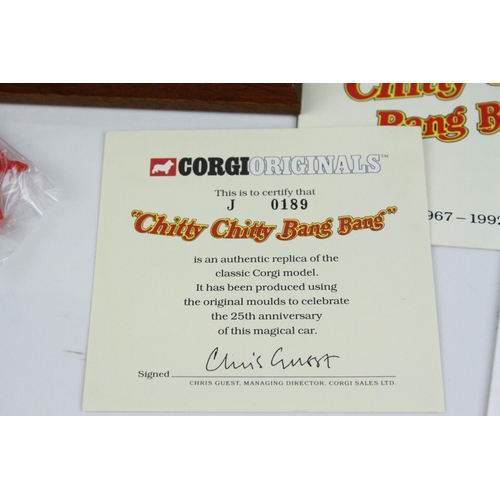 Chitty
Bang B
967 – 1992
CORGI ORIGINALS™
This is to certify that
J 0189
"Chitty Chitty Bang Bang"
is an authentic replica of the
classic Corgi model.
It has been produced using
the original moulds to celebrate
the 25th anniversary
of this magical car.
Chris Guest
Signed
CHRIS GUEST, MANAGING DIRECTOR, CORGI SALES LTD.